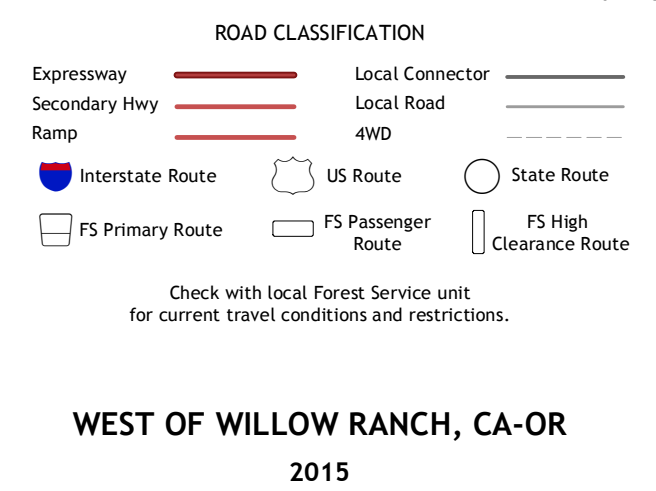 ROAD CLASSIFICATION
Expressway
Secondary Hwy
Ramp
Local Connector
Local Road
4WD
Interstate Route
US Route
State Route
FS Primary Route
FS Passenger
Route
FS High
Clearance Route
Check with local Forest Service unit
for current travel conditions and restrictions.
WEST OF WILLOW RANCH, CA-OR
2015